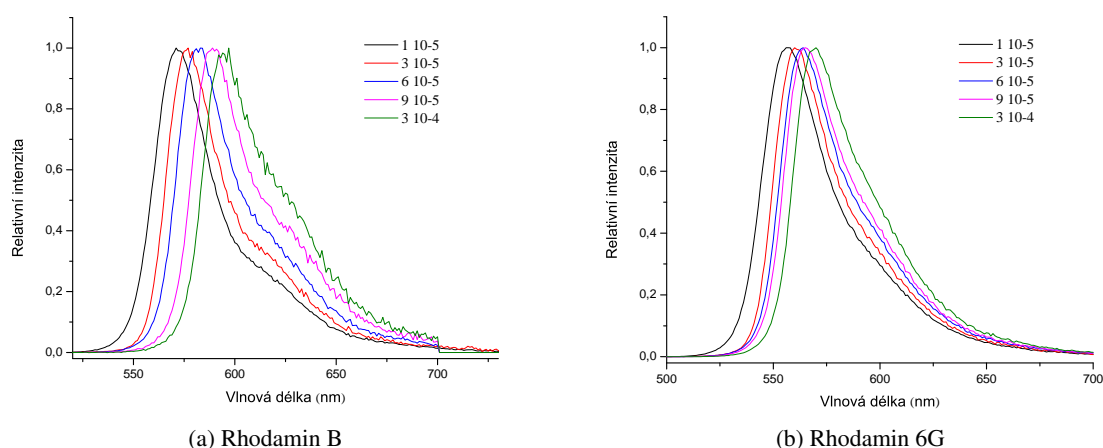 1,0
0,8
0,6
0,4
0,2
0,0
Relativní intenzita
1 10-5
3 10-5
6 10-5
9 10-5
3 10-4
550 600 650 700
Vlnová délka (nm)
(a) Rhodamin B
1,0
0,8
0,6
0,4
0,2
0,0
Relativní intenzita
1 10-5
3 10-5
6 10-5
9 10-5
3 10-4
500 550 600 650 700
Vlnová délka (nm)
(b) Rhodamin 6G